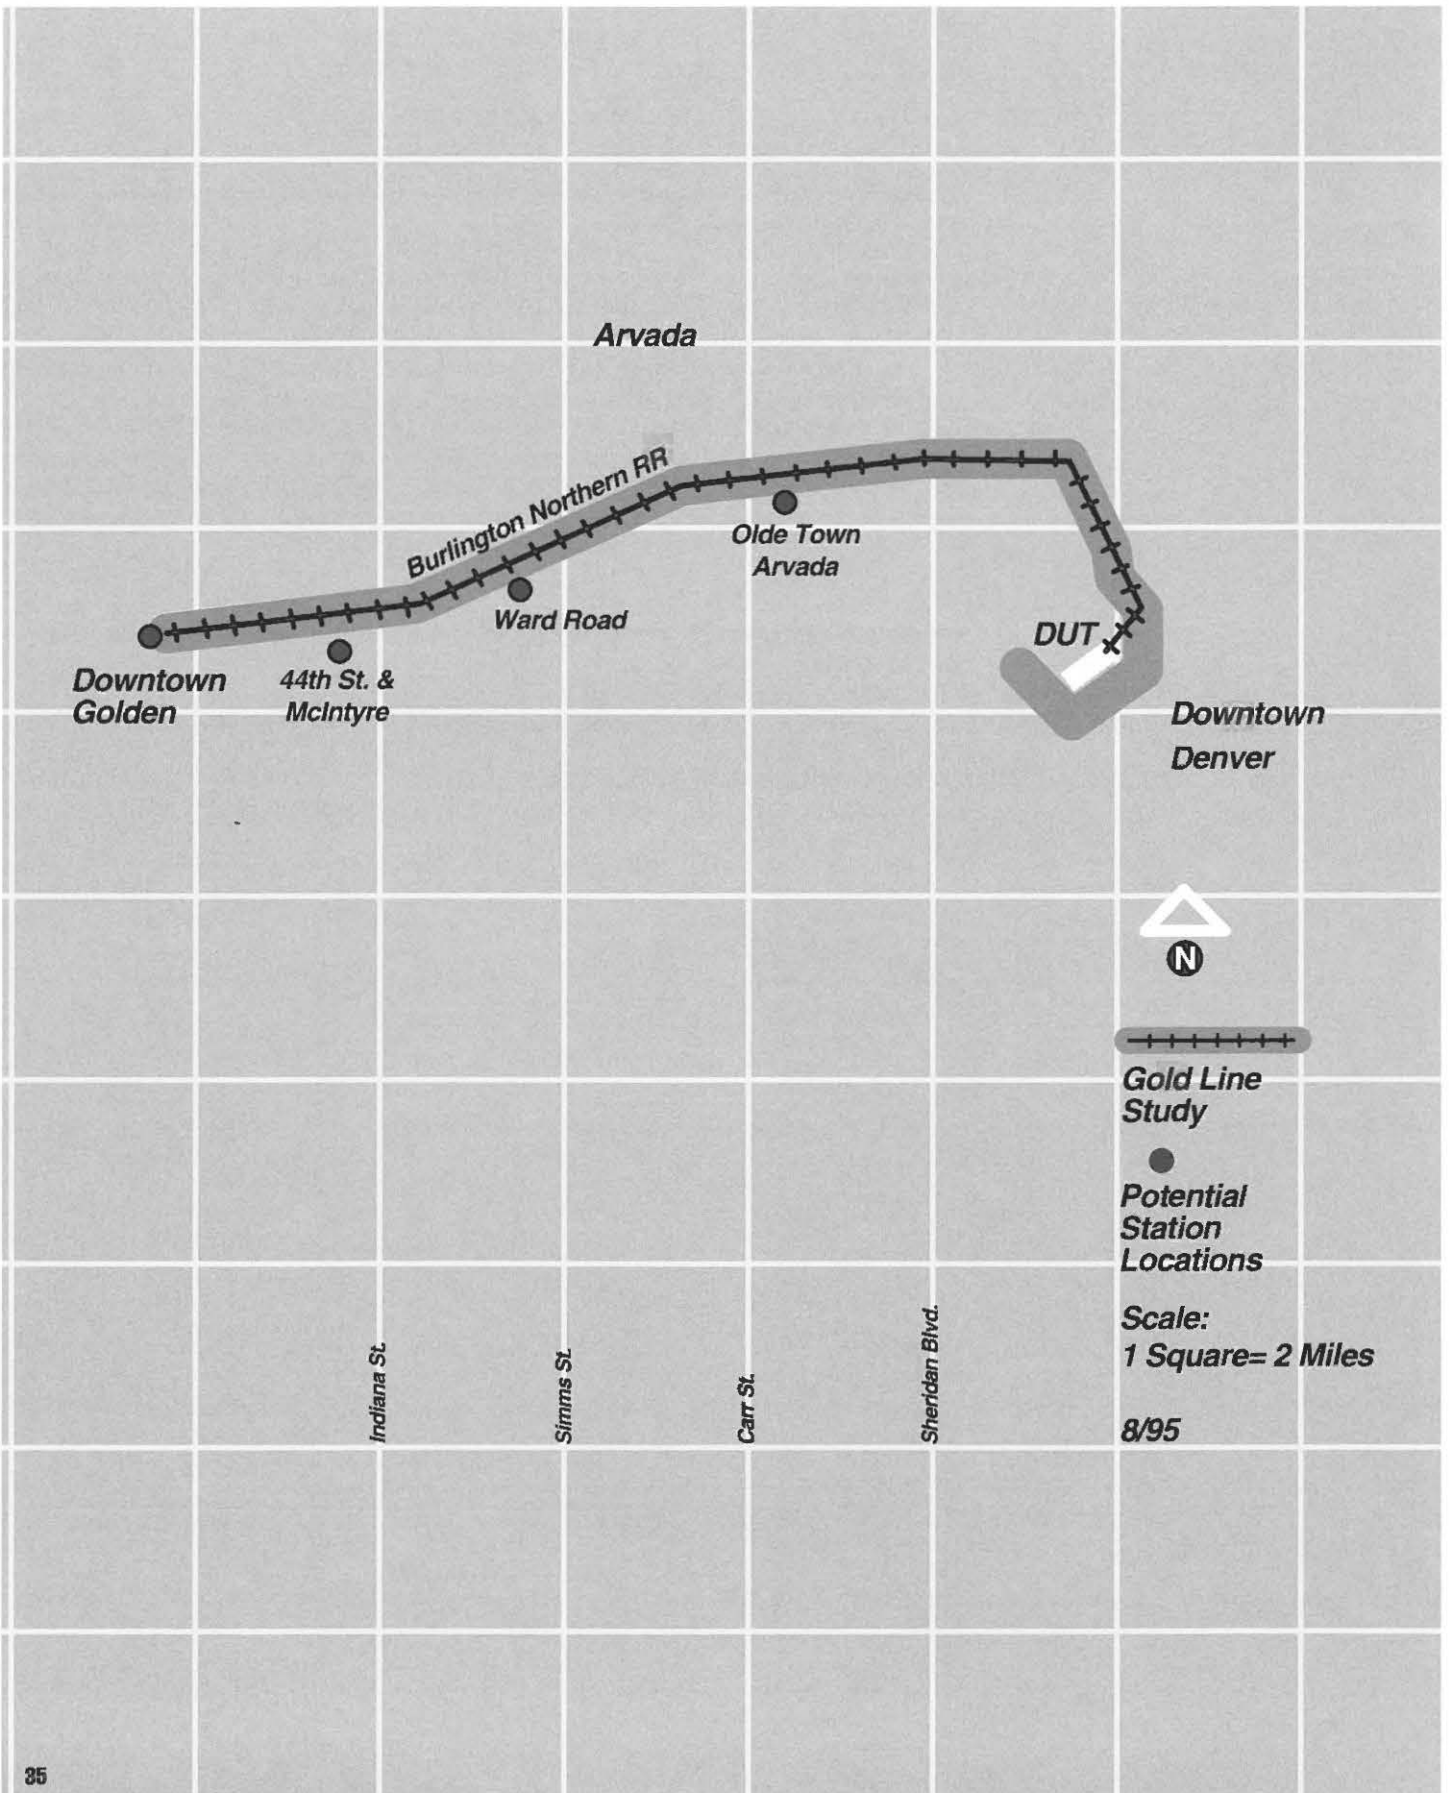 Arvada
Burlington Northern RR
Olde Town
Arvada
Ward Road
DUT
Downtown
Golden
44th St. &
McIntyre
Downtown
Denver
N
Gold Line
Study
Potential
Station
Locations
Scale:
1 Square= 2 Miles
8/95
Indiana St.
Simms St.
Carr St.
Sheridan Blvd.
35